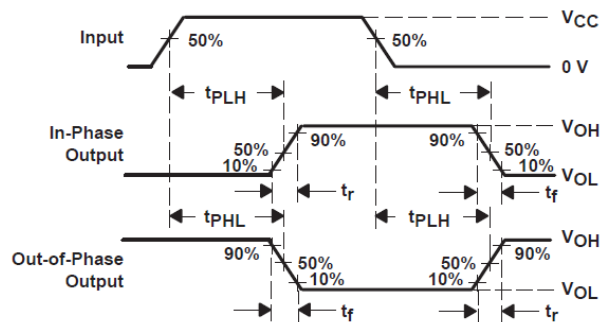 Input
50%
50%
VCC
0 V
tPLH
tPHL
In-Phase
Output
50%
10%
90%
90%
50%
10%
VOH
VOL
tr
tf
tPHL
tPLH
Out-of-Phase
Output
90%
50%
10%
50%
10%
90%
VOH
VOL
tf
tr